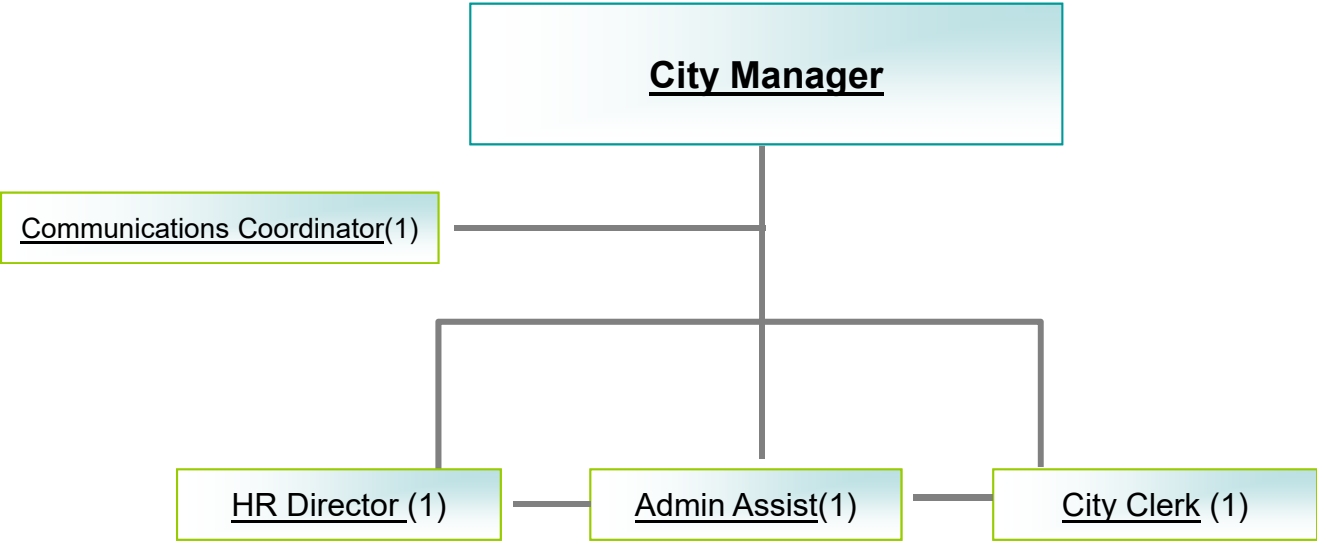 City Manager
Communications Coordinator(1)
HR Director (1)
Admin Assist(1)
City Clerk (1)